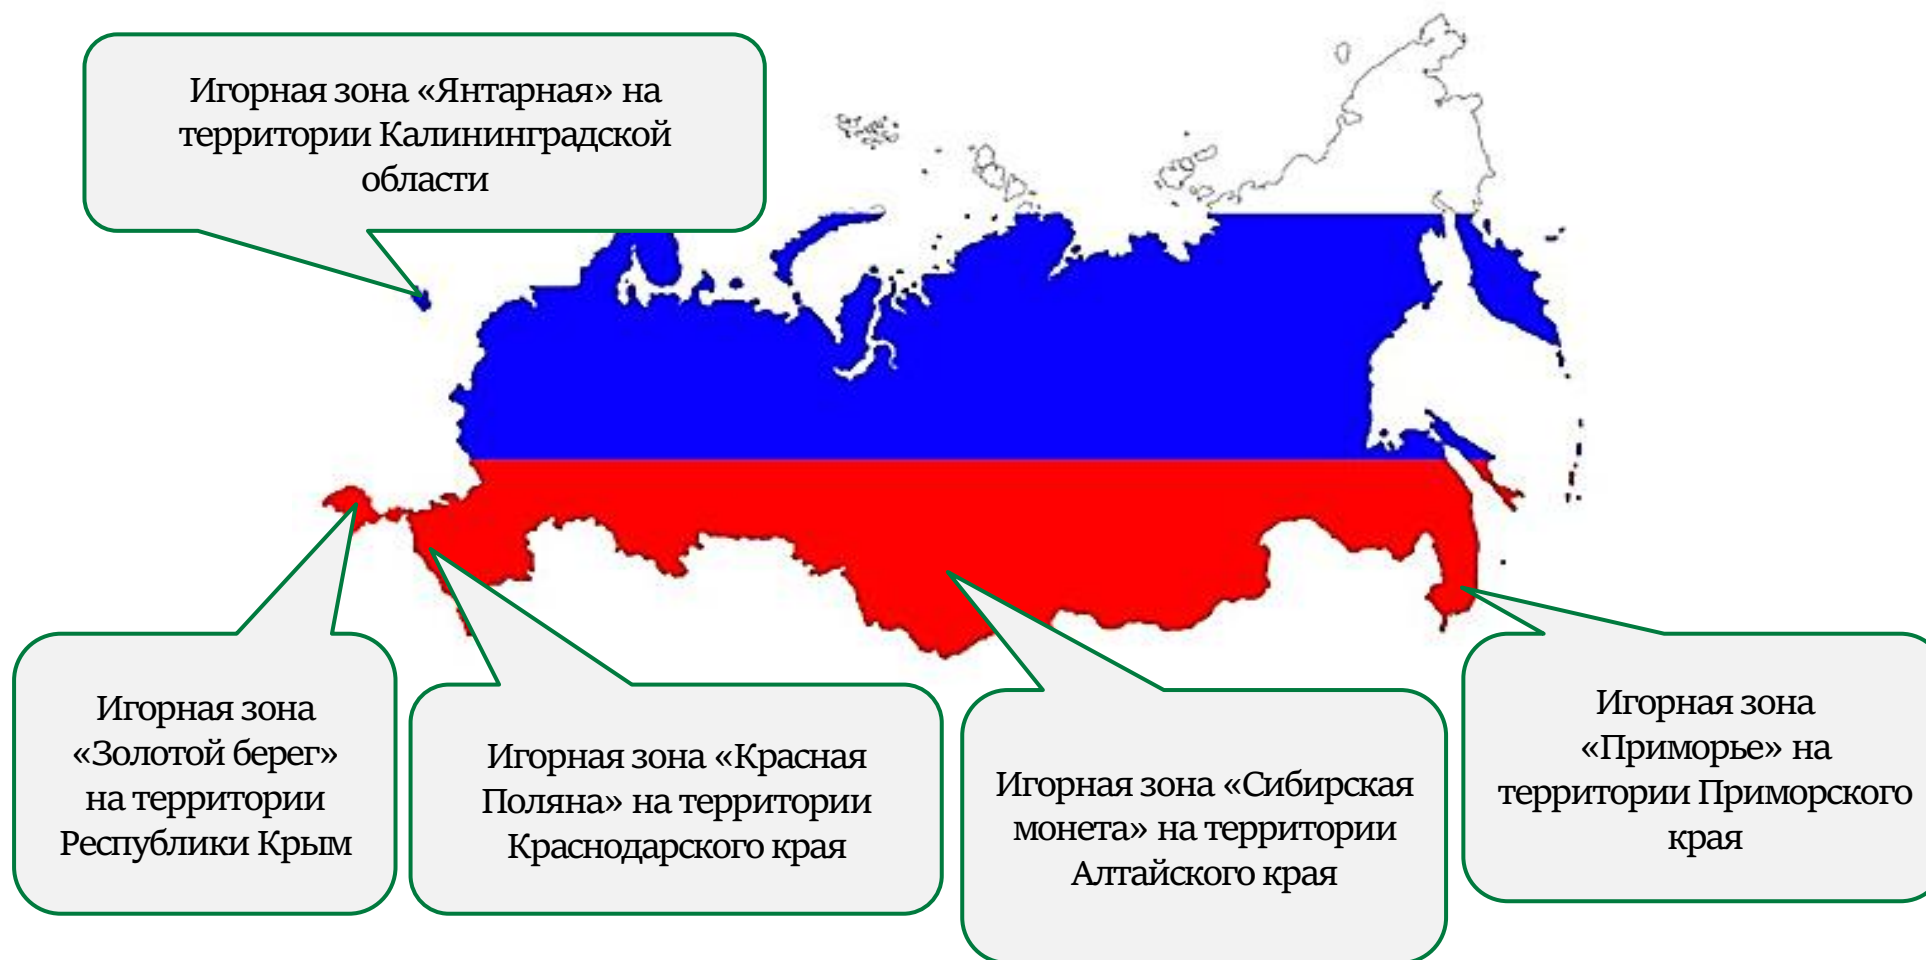 Игорная зона «Янтарная» на
территории Калининградской
области
Игорная зона
«Золотой берег»
на территории
Республики Крым
Игорная зона «Красная
Поляна» на территории
Краснодарского края
Игорная зона «Сибирская
монета» на территории
Алтайского края
Игорная зона
«Приморье» на
территории Приморского
края